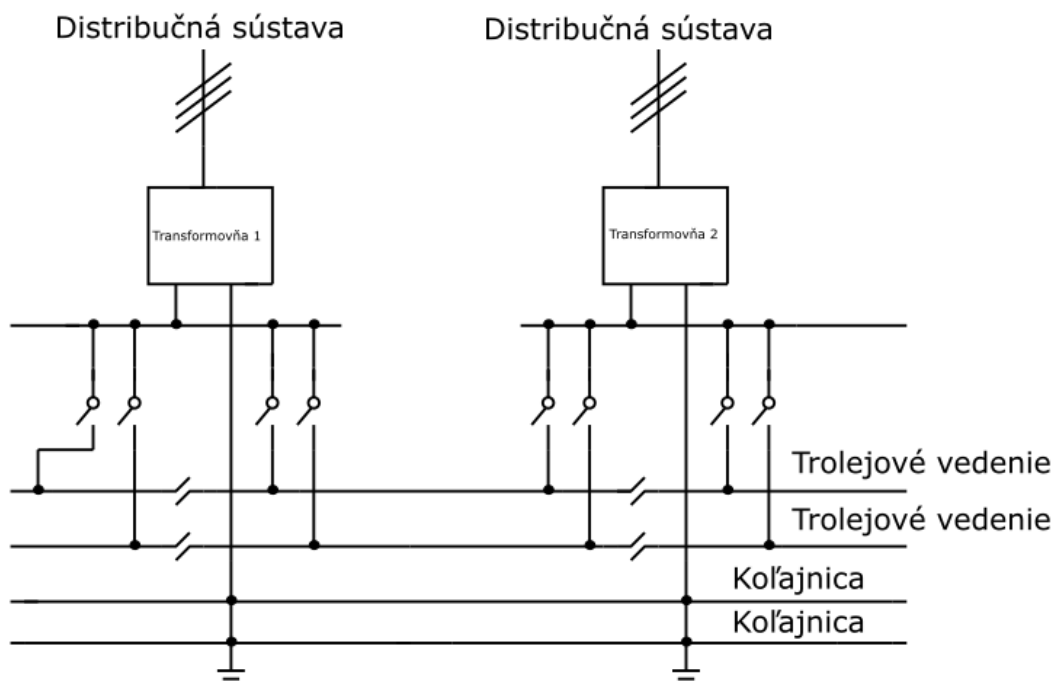 Distribučná sústava
Distribučná sústava
Transformovňa 1
Transformovňa 2
Trolejové vedenie
Trolejové vedenie
Koľajnica
Koľajnica